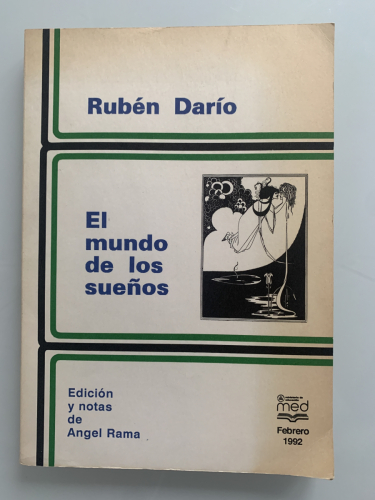 Rubén Darío
El
mundo
de los
sueños
Edición
y notas
de
Angel Rama
med
Febrero
1992